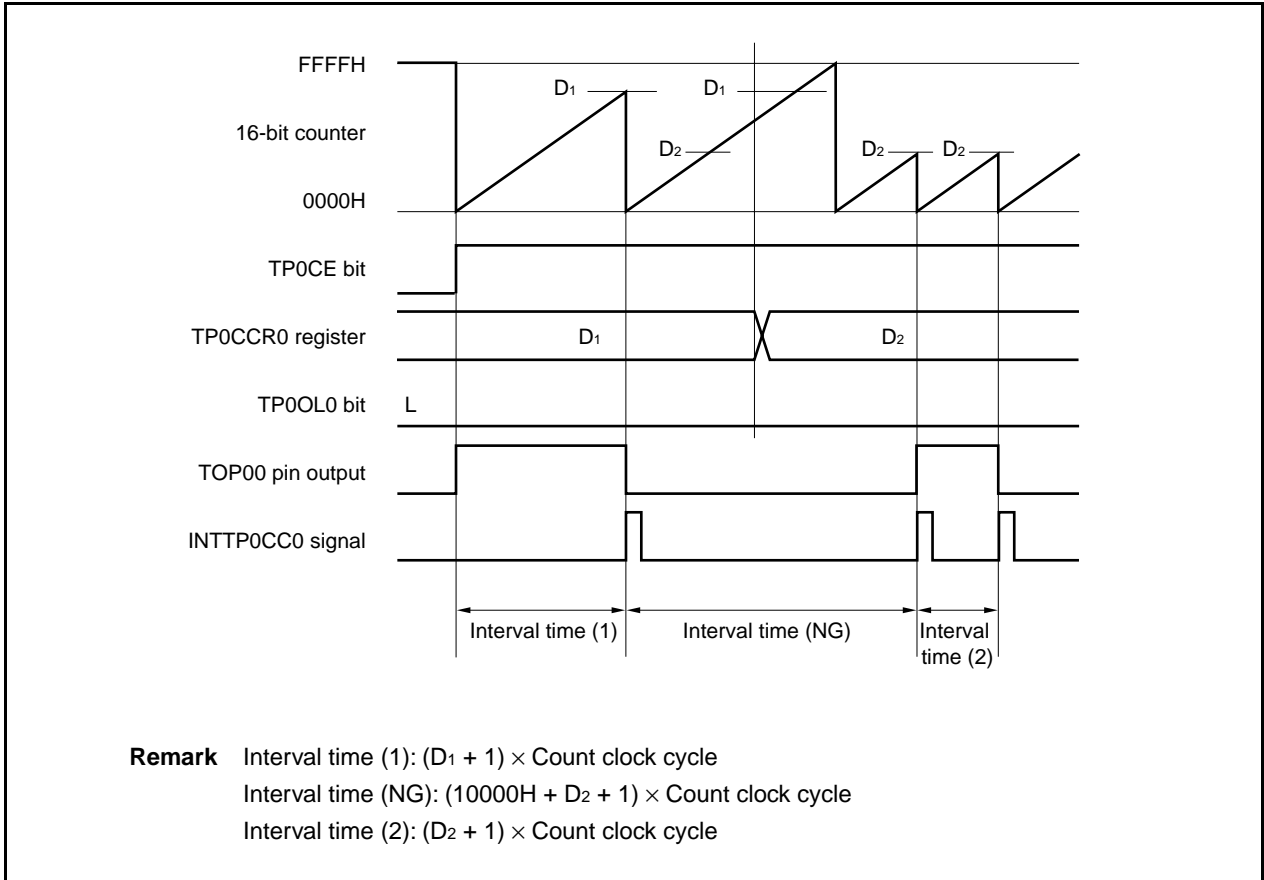 FFFFH
D1 D1
16-bit counter
D2 D2 D2
0000H
TP0CE bit
TP0CCR0 register D1 D2
TP0OL0 bit L
TOP00 pin output
INTTP0CC0 signal
Interval time (1) Interval time (NG) Interval
time (2)
Remark Interval time (1): (D1 + 1) × Count clock cycle
Interval time (NG): (10000H + D2 + 1) × Count clock cycle
Interval time (2): (D2 + 1) × Count clock cycle